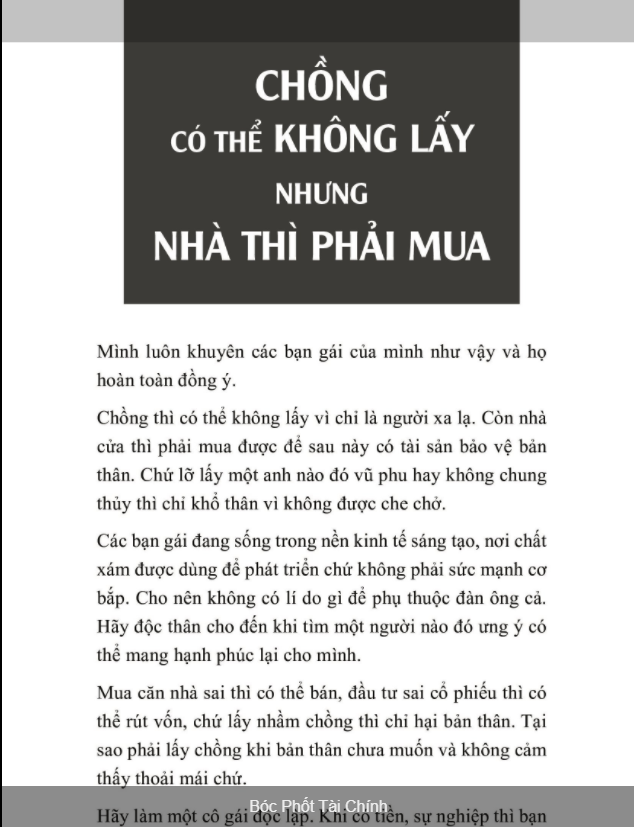 CHỒNG
CÓ THỂ KHÔNG LẤY
NHƯNG
NHÀ THÌ PHẢI MUA
Mình luôn khuyên các bạn gái của mình như vậy và họ
hoàn toàn đồng ý.
Chồng thì có thể không lấy vì chỉ là người xa lạ. Còn nhà
cửa thì phải mua được để sau này có tài sản bảo vệ bản
thân. Chứ lỡ lấy một anh nào đó vũ phu hay không chung
thủy thì chỉ khổ thân vì không được che chở.
Các bạn gái đang sống trong nền kinh tế sáng tạo, nơi chất
xám được dùng để phát triển chứ không phải sức mạnh cơ
bắp. Cho nên không có lí do gì để phụ thuộc đàn ông cả.
Hãy độc thân cho đến khi tìm một người nào đó ưng ý có
thể mang hạnh phúc lại cho mình.
Mua căn nhà sai thì có thể bán, đầu tư sai cổ phiếu thì có
thể rút vốn, chứ lấy nhầm chồng thì chỉ hại bản thân. Tại
sao phải lấy chồng khi bản thân chưa muốn và không cảm
thấy thoải mái chứ.
Bóc Phốt Tài Chính
Hãy làm một cô gái độc lập. Khi có tiền, sự nghiệp thì bạn